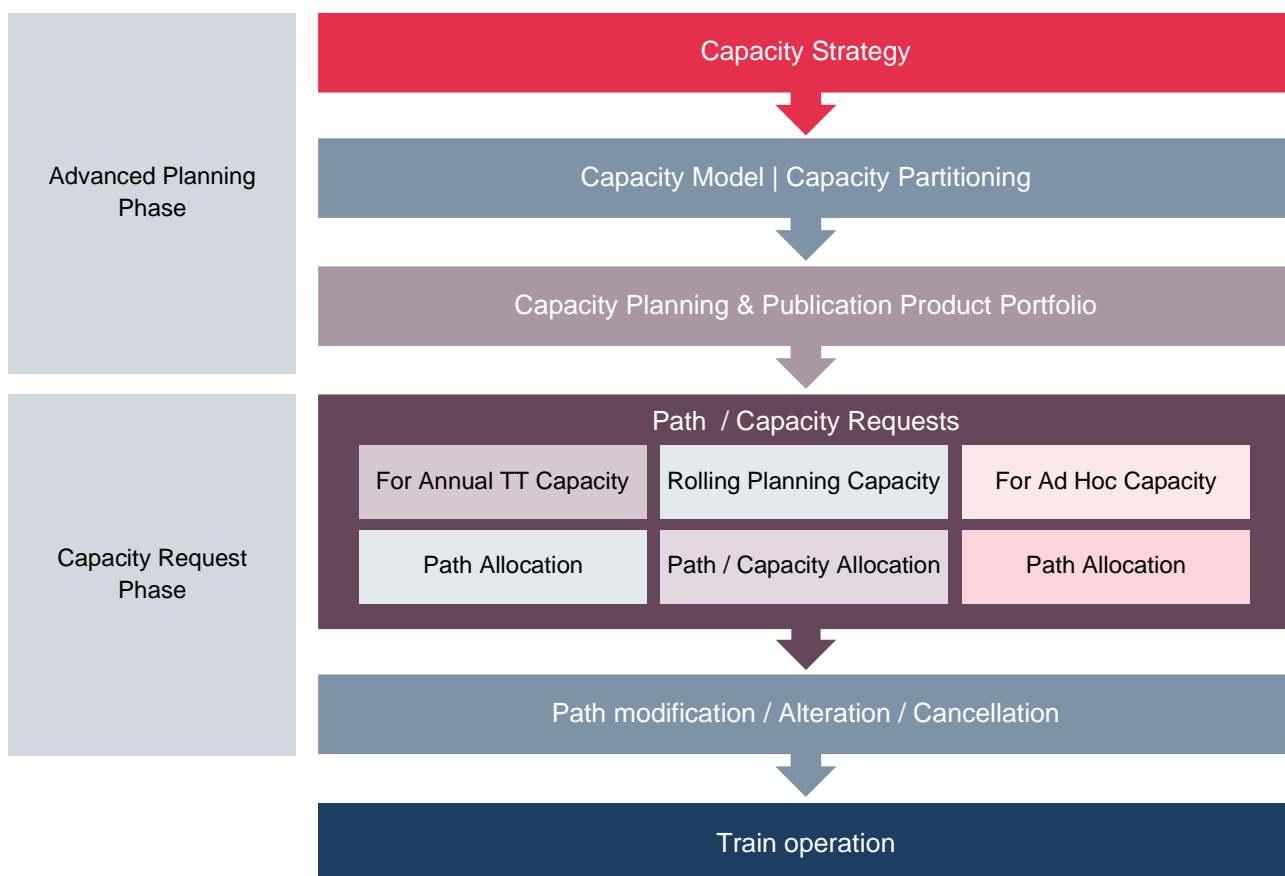 Capacity Strategy
Advanced Planning
Phase
Capacity Model | Capacity Partitioning
Capacity Planning & Publication Product Portfolio
Path / Capacity Requests
For Annual TT Capacity
Rolling Planning Capacity
For Ad Hoc Capacity
Capacity Request
Phase
Path Allocation
Path / Capacity Allocation
Path Allocation
Path modification / Alteration / Cancellation
Train operation